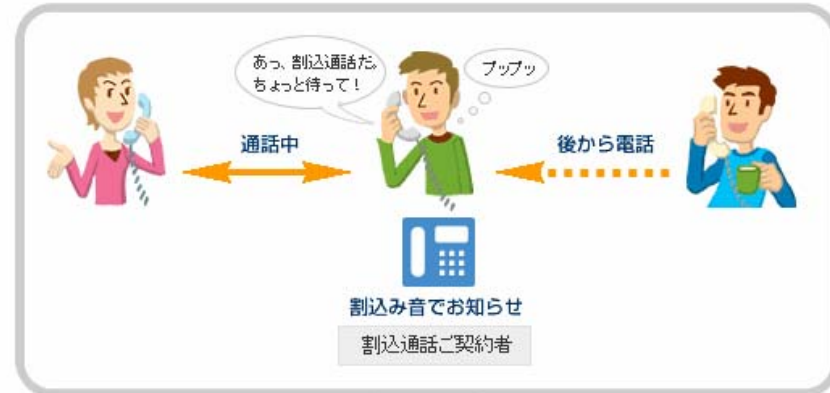 あっ、割込通話だ。
ちょっと待って!
プップッ
通話中
後から電話
割込み音でお知らせ
割込通話ご契約者